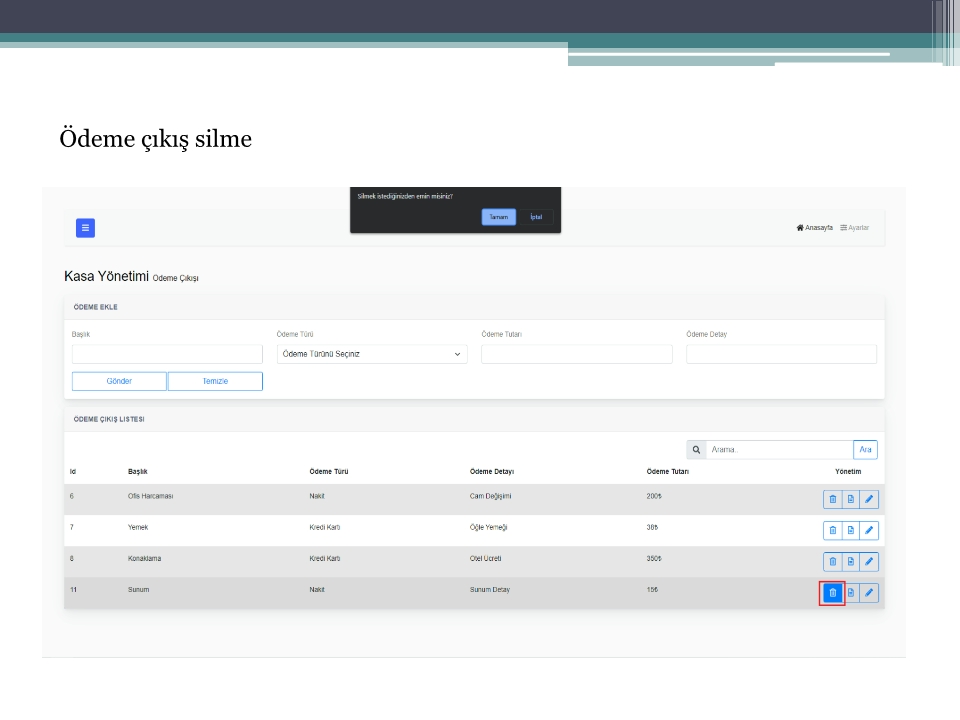 Ödeme çıkış silme
Silmek istediğinizden emin misiniz?
Tamam İptal
Anasayfa Ayarlar
Kasa Yönetimi Ödeme Çıkışı
ÖDEME EKLE
Başlık Ödeme Türü Ödeme Tutarı Ödeme Detay
Ödeme Türünü Seçiniz
Gönder Temizle
ÖDEME ÇIKIŞ LİSTESİ
Arama.. Ara
Id Başlık Ödeme Türü Ödeme Detayı Ödeme Tutarı Yönetim
6 Ofis Harcaması Nakit Cam Değişimi 200₺
7 Yemek Kredi Kartı Öğle Yemeği 38₺
8 Konaklama Kredi Kartı Otel Ücreti 350₺
11 Sunum Nakit Sunum Detay 15₺